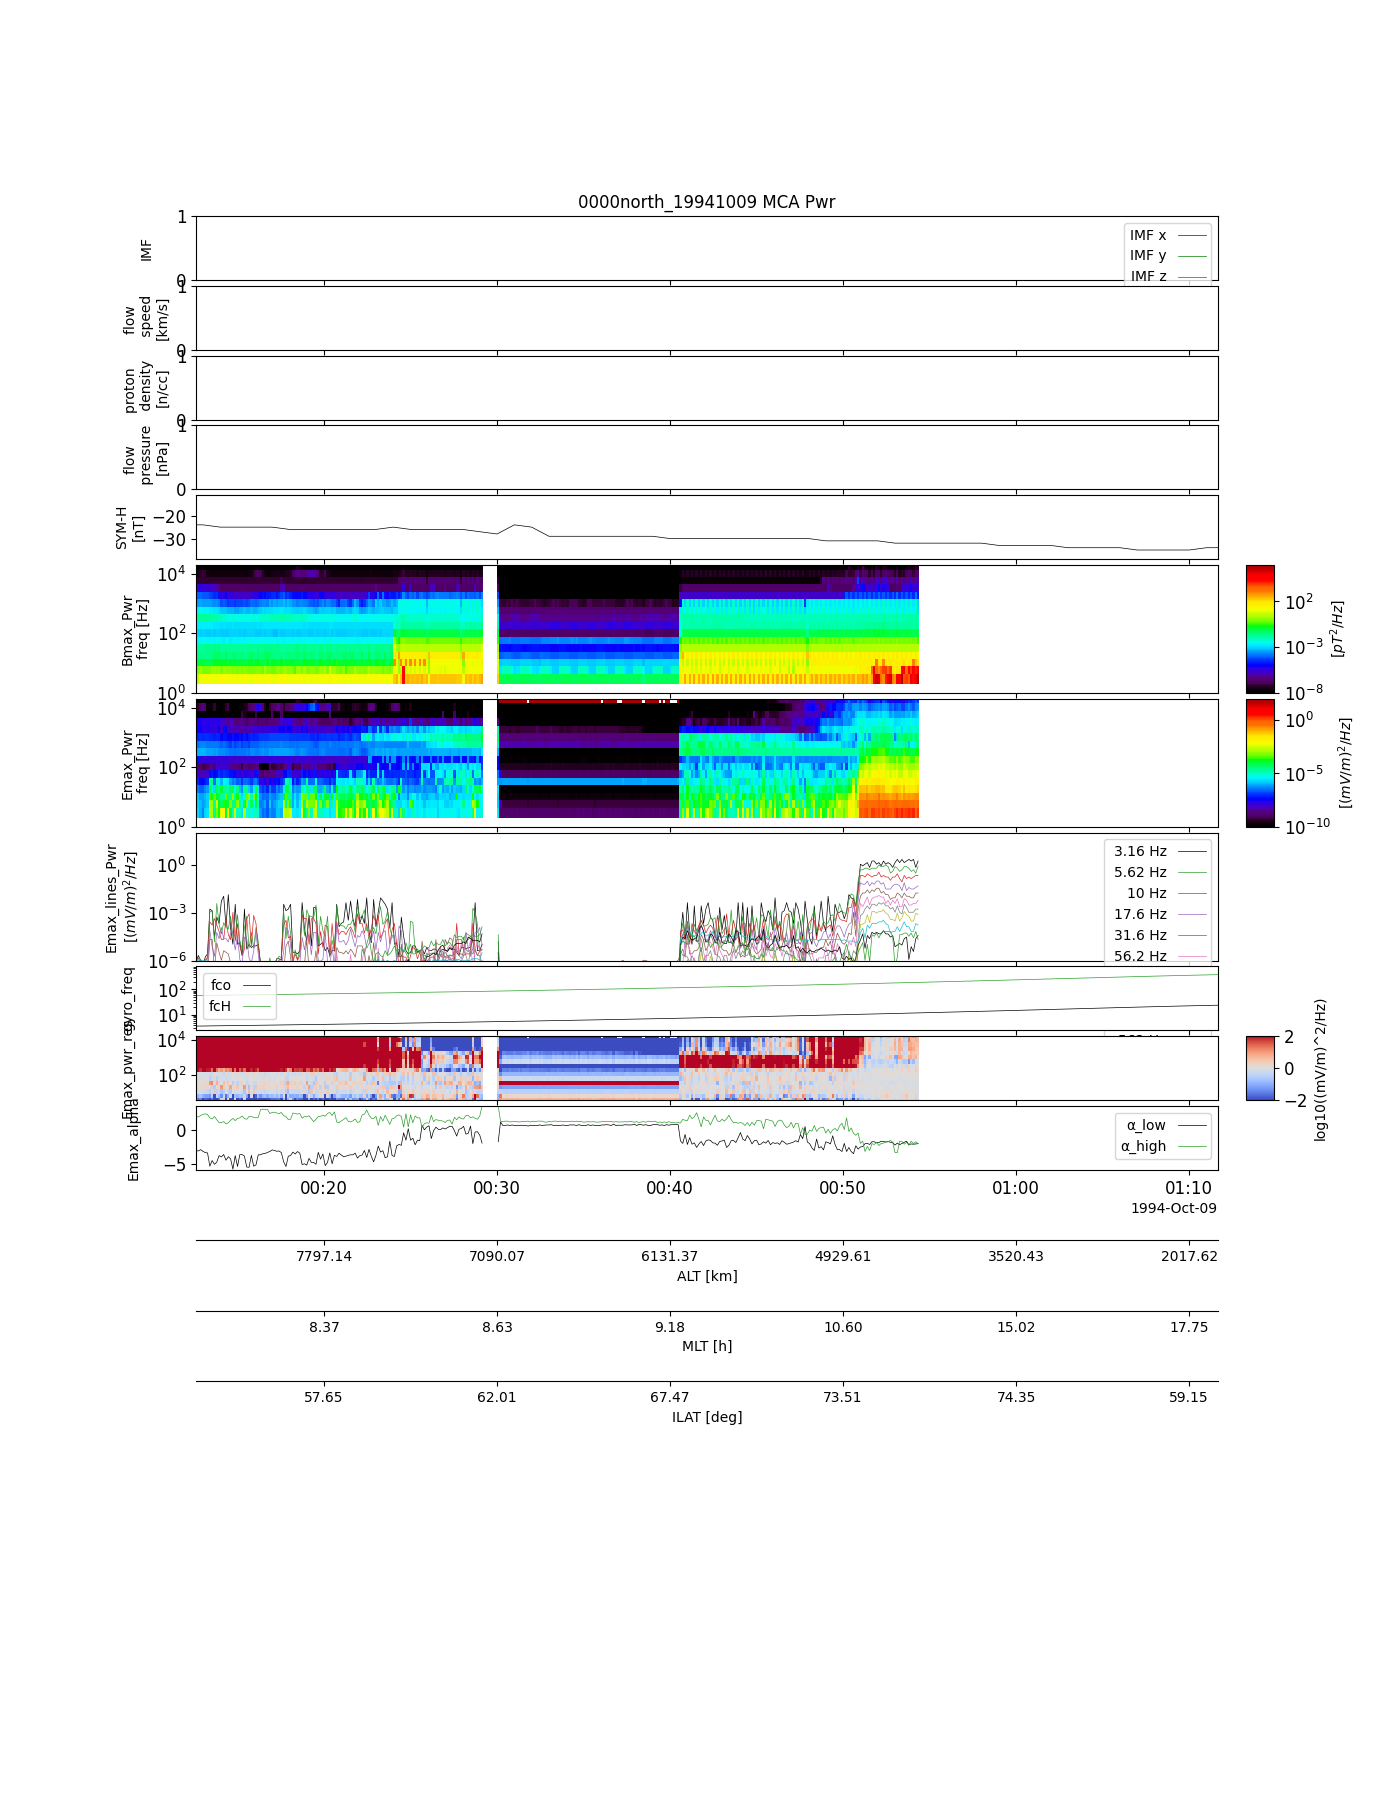 0000north_19941009 MCA Pwr
IMF
1
0
IMF x
IMF y
IMF z
flow
speed
[km/s]
1
0
proton
density
[n/cc]
1
0
flow
pressure
[nPa]
1
0
SYM-H
[nT]
−20
−30
Bmax_Pwr
freq [Hz]
10^4
10^2
10^0
10^2
10^−3
10^−8
[pT^2/Hz]
Emax_Pwr
freq [Hz]
10^4
10^2
10^0
10^0
10^−5
10^−10
[(mV/m)^2/Hz]
Emax_lines_Pwr
[(mV/m)^2/Hz]
10^0
10^−3
10^−6
3.16 Hz
5.62 Hz
10 Hz
17.6 Hz
31.6 Hz
56.2 Hz
gyro_freq
10^2
10^1
fco
fcH
Emax_pwr_reg
10^4
10^2
2
0
−2
log10((mV/m)^2/Hz)
Emax_alpha
0
−5
α_low
α_high
00:20 00:30 00:40 00:50 01:00 01:10
1994-Oct-09
7797.14 7090.07 6131.37 4929.61 3520.43 2017.62
ALT [km]
8.37 8.63 9.18 10.60 15.02 17.75
MLT [h]
57.65 62.01 67.47 73.51 74.35 59.15
ILAT [deg]